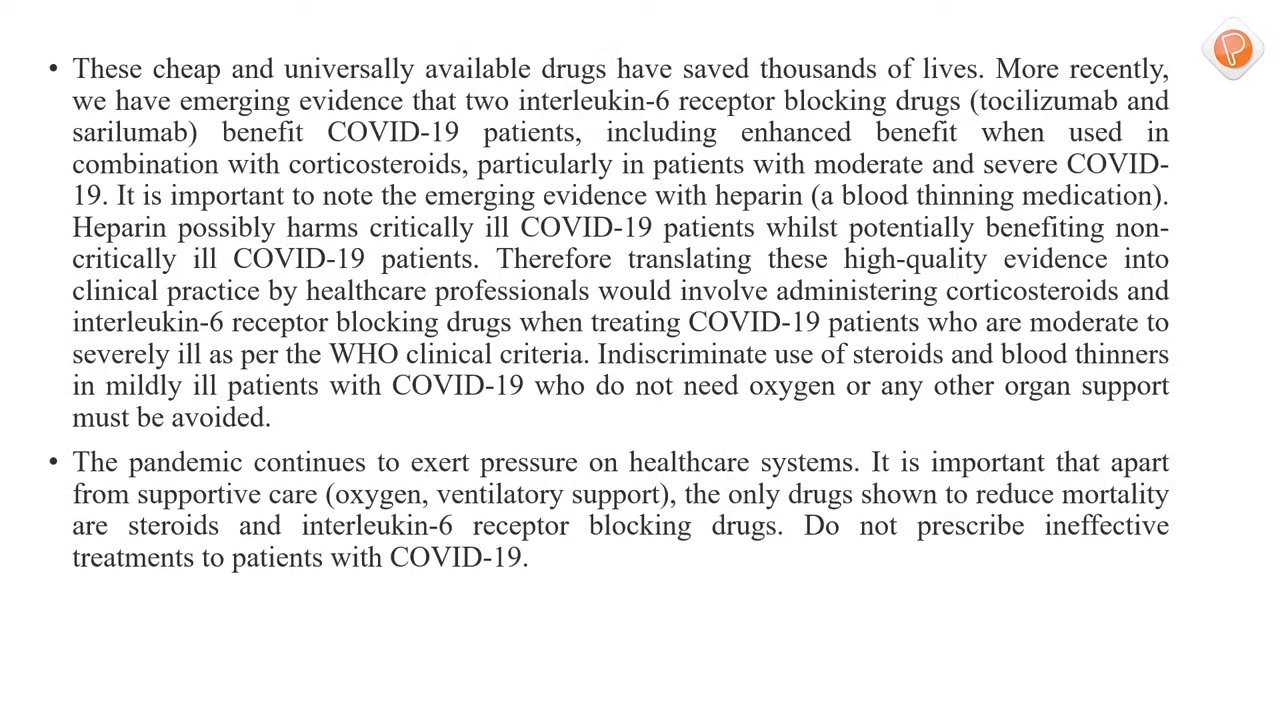 • These cheap and universally available drugs have saved thousands of lives. More recently,
we have emerging evidence that two interleukin-6 receptor blocking drugs (tocilizumab and
sarilumab) benefit COVID-19 patients, including enhanced benefit when used in
combination with corticosteroids, particularly in patients with moderate and severe COVID-
19. It is important to note the emerging evidence with heparin (a blood thinning medication).
Heparin possibly harms critically ill COVID-19 patients whilst potentially benefiting non-
critically ill COVID-19 patients. Therefore translating these high-quality evidence into
clinical practice by healthcare professionals would involve administering corticosteroids and
interleukin-6 receptor blocking drugs when treating COVID-19 patients who are moderate to
severely ill as per the WHO clinical criteria. Indiscriminate use of steroids and blood thinners
in mildly ill patients with COVID-19 who do not need oxygen or any other organ support
must be avoided.
• The pandemic continues to exert pressure on healthcare systems. It is important that apart
from supportive care (oxygen, ventilatory support), the only drugs shown to reduce mortality
are steroids and interleukin-6 receptor blocking drugs. Do not prescribe ineffective
treatments to patients with COVID-19.
P